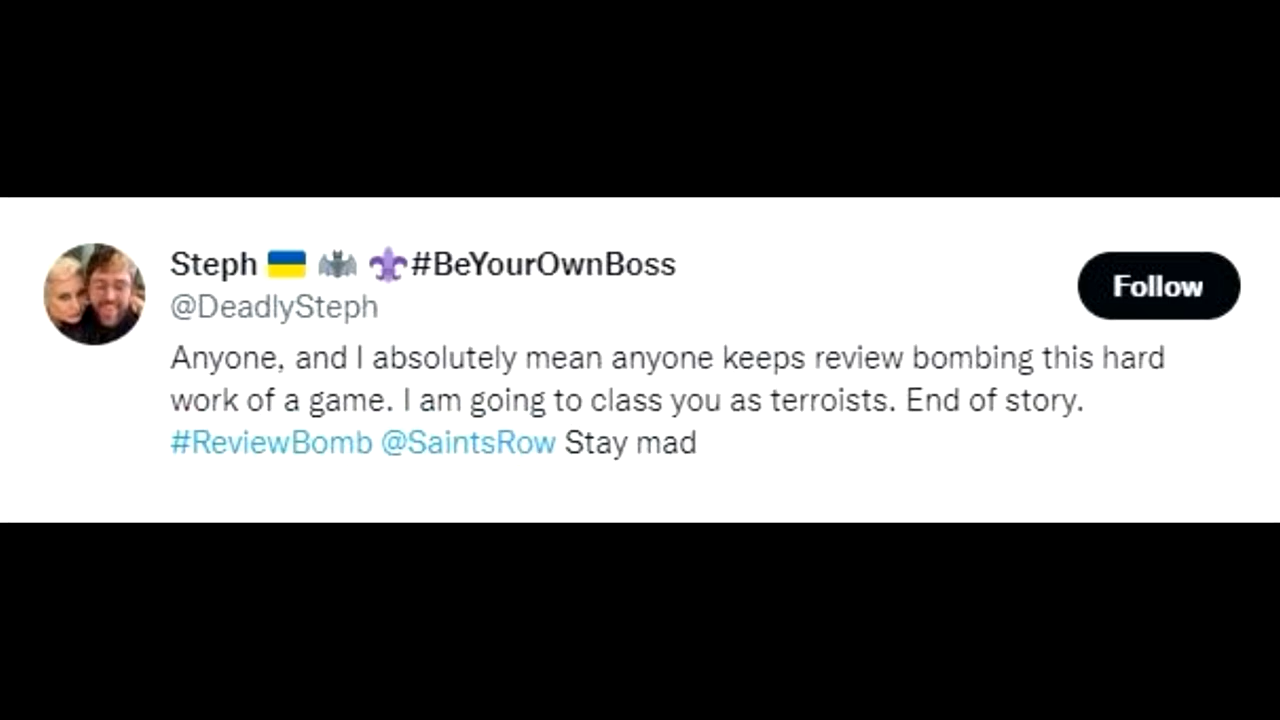 Steph 🇺🇦 🦇 ⚜️#BeYourOwnBoss
@DeadlySteph
Follow
Anyone, and I absolutely mean anyone keeps review bombing this hard
work of a game. I am going to class you as terroists. End of story.
#ReviewBomb @SaintsRow Stay mad